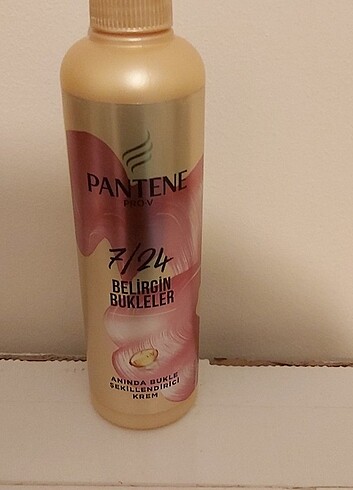 PANTENE
PRO-V
7/24
BELİRGİN
BUKLELER
ANINDA BUKLE
ŞEKİLLENDİRİCİ
KREM